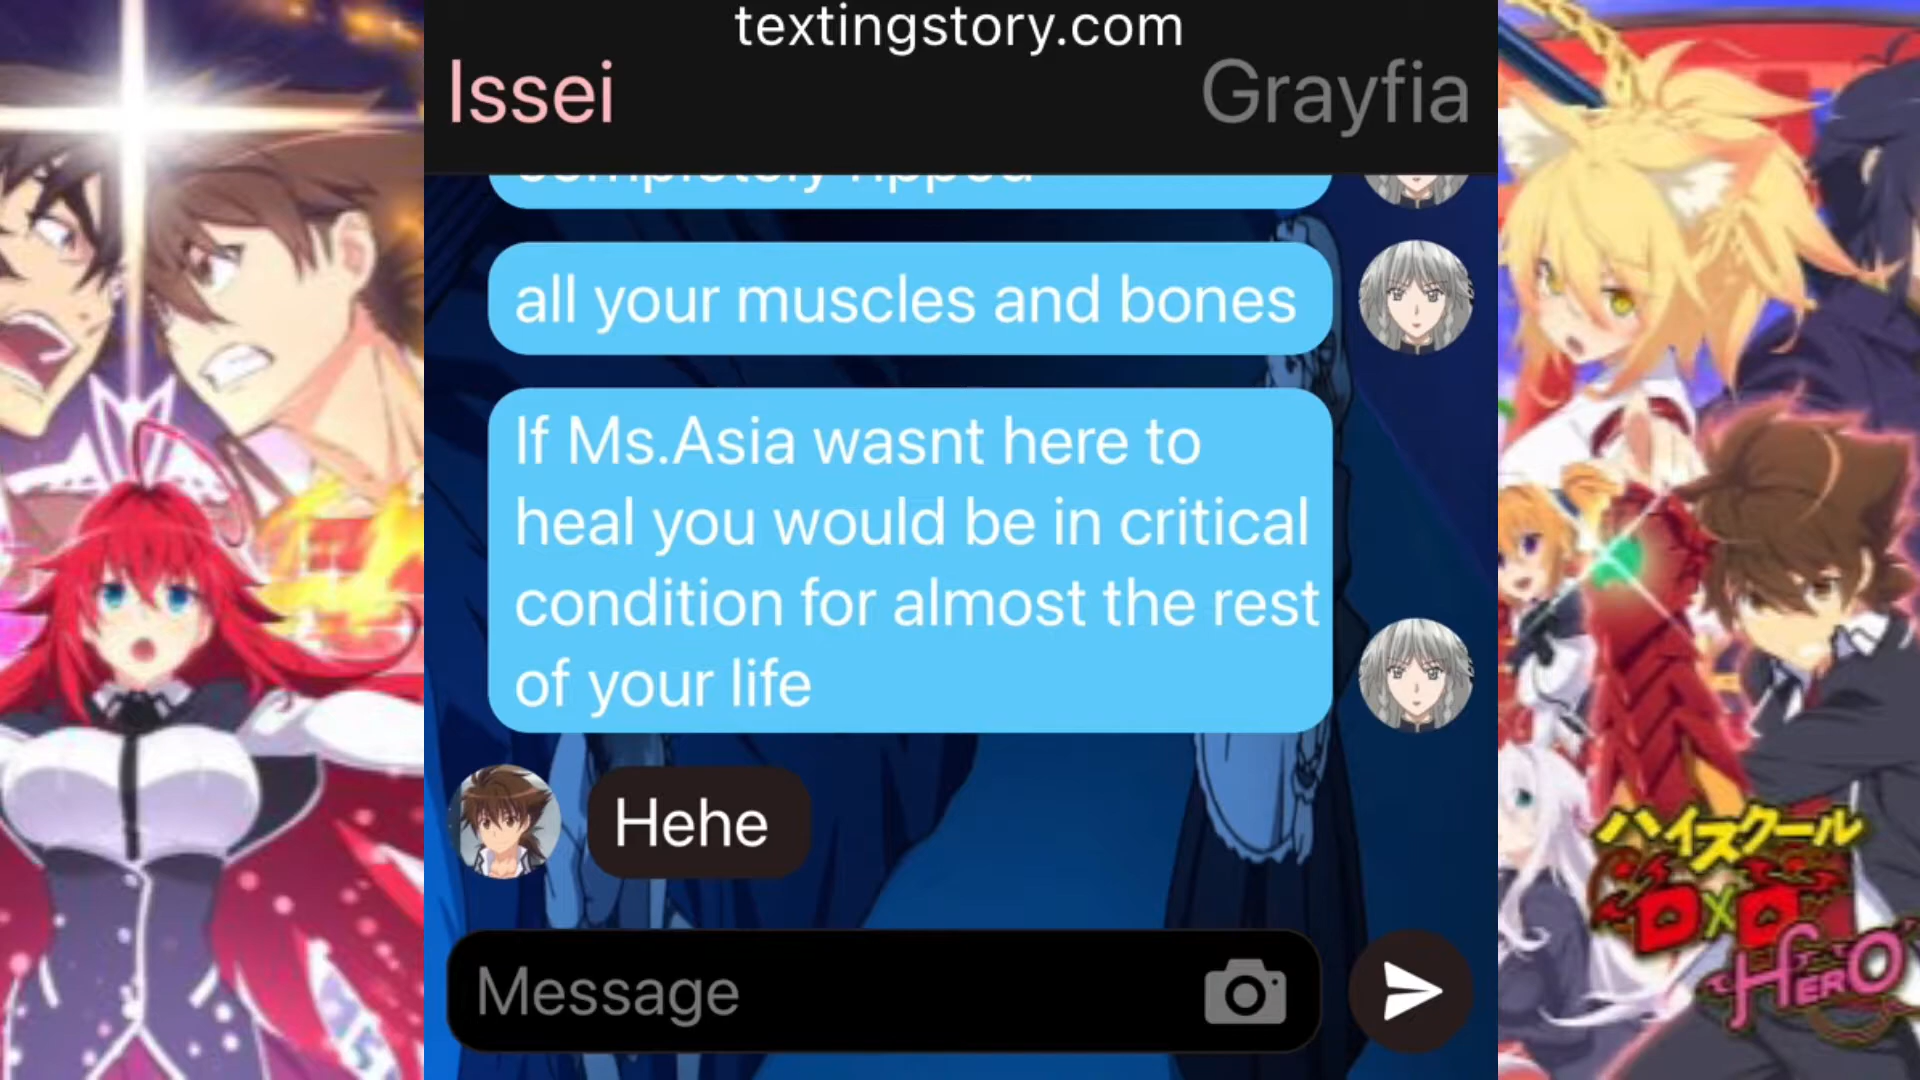 textingstory.com
Issei
Grayfia
completely ripped
all your muscles and bones
If Ms.Asia wasnt here to
heal you would be in critical
condition for almost the rest
of your life
Hehe
Message
ハイスクール
D×D
HERO